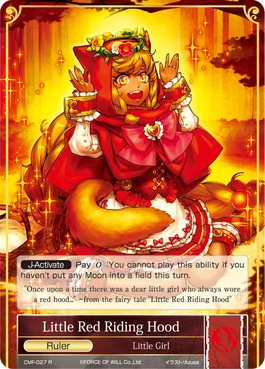 J-Activate Pay 0. You cannot play this ability if you
haven't put any Moon into a field this turn.
"Once upon a time there was a dear little girl who always wore
a red hood..." ~from the fairy tale "Little Red Riding Hood"
Little Red Riding Hood
Ruler
Little Girl
CMF-027 R
©FORCE OF WILL Co.,Ltd.
イラスト/Azusa